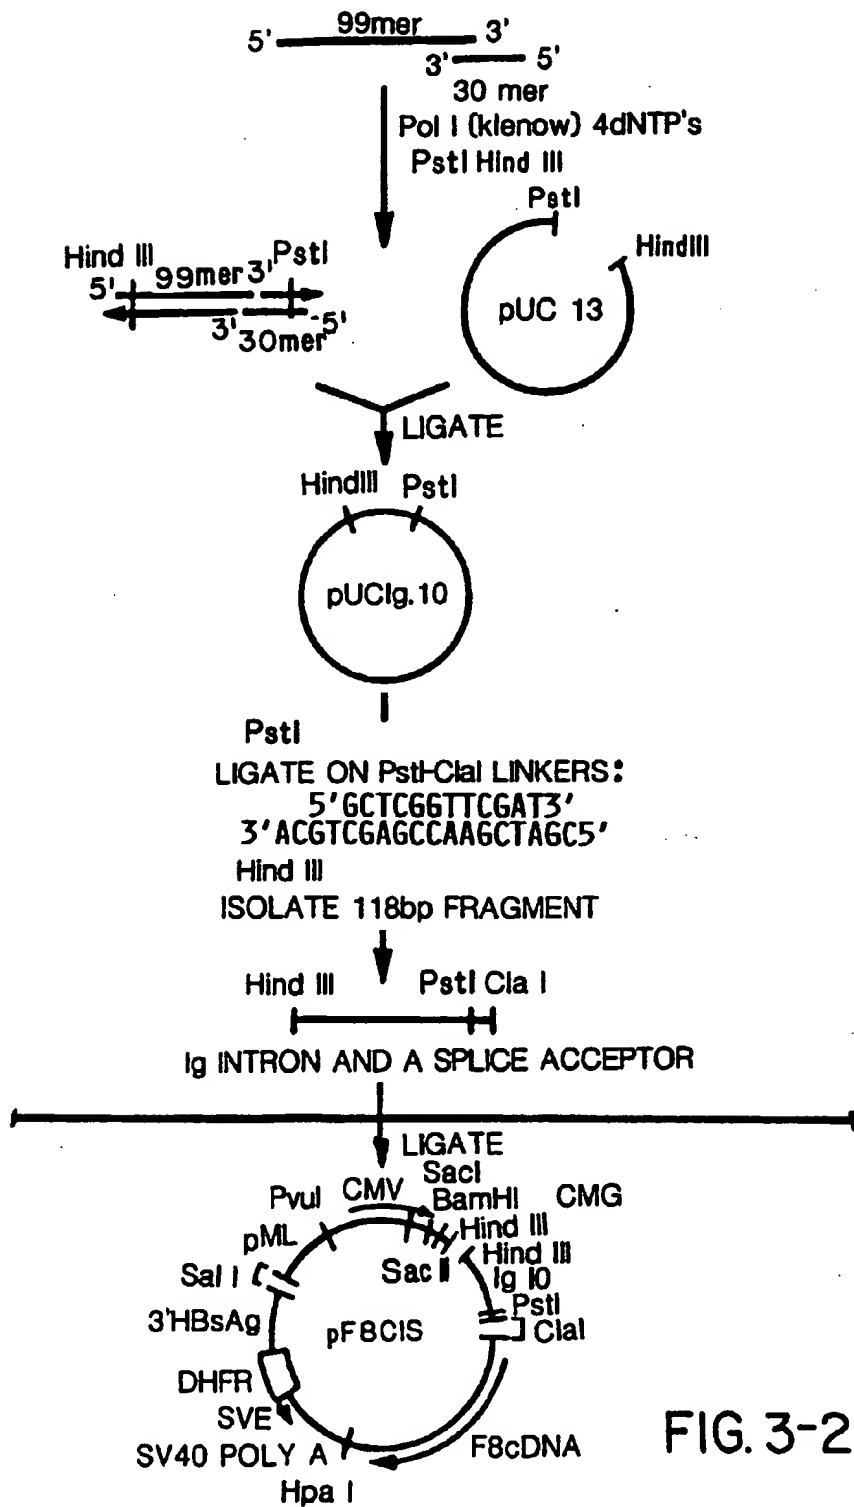 99mer
5' 3'
3' 5'
30 mer
Pol I (klenow) 4dNTP's
PstI Hind III
PstI
HindIII
pUC 13
Hind III PstI
5' 99mer 3'
3' 30mer 5'
LIGATE
HindIII PstI
pUCIg.10
PstI
LIGATE ON PstI-ClaI LINKERS:
5'GCTCGGTTCGAT3'
3'ACGTCGAGCCAAGCTAGC5'
Hind III
ISOLATE 118bp FRAGMENT
Hind III PstI Cla I
Ig INTRON AND A SPLICE ACCEPTOR
LIGATE
SacI
PvuI CMV BamHI CMG
Hind III
pML Hind III
Sac II Ig 10
Sal I
PstI
3'HBsAg pF8CIS ClaI
DHFR
SVE
SV40 POLY A F8cDNA
Hpa I
FIG. 3-2